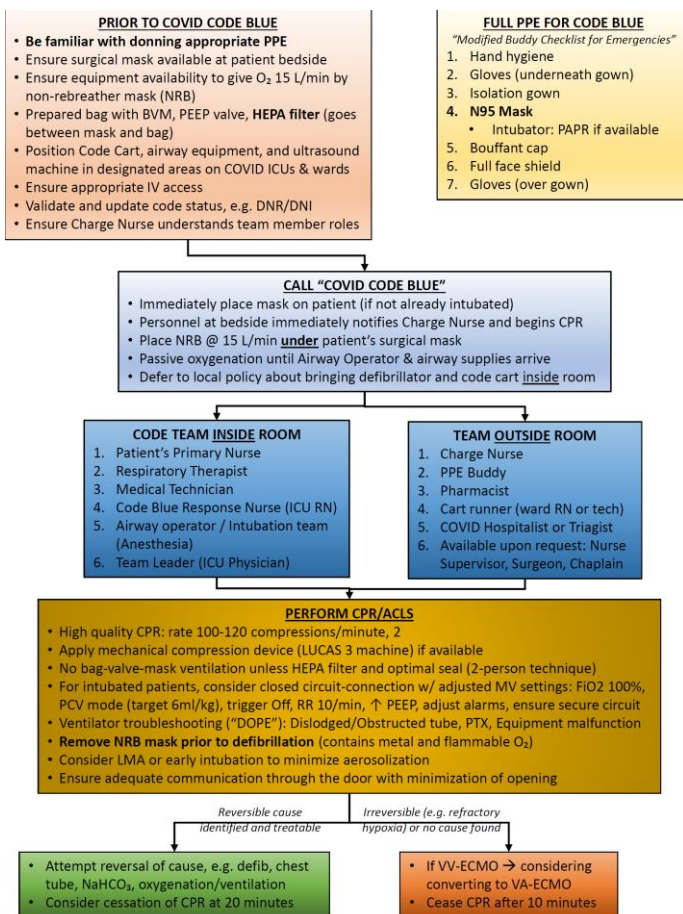 PRIOR TO COVID CODE BLUE
• Be familiar with donning appropriate PPE
• Ensure surgical mask available at patient bedside
• Ensure equipment availability to give O₂ 15 L/min by
non-rebreather mask (NRB)
• Prepared bag with BVM, PEEP valve, HEPA filter (goes
between mask and bag)
• Position Code Cart, airway equipment, and ultrasound
machine in designated areas on COVID ICUs & wards
• Ensure appropriate IV access
• Validate and update code status, e.g. DNR/DNI
• Ensure Charge Nurse understands team member roles
FULL PPE FOR CODE BLUE
"Modified Buddy Checklist for Emergencies"
1. Hand hygiene
2. Gloves (underneath gown)
3. Isolation gown
4. N95 Mask
• Intubator: PAPR if available
5. Bouffant cap
6. Full face shield
7. Gloves (over gown)
CALL "COVID CODE BLUE"
• Immediately place mask on patient (if not already intubated)
• Personnel at bedside immediately notifies Charge Nurse and begins CPR
• Place NRB @ 15 L/min under patient's surgical mask
• Passive oxygenation until Airway Operator & airway supplies arrive
• Defer to local policy about bringing defibrillator and code cart inside room
CODE TEAM INSIDE ROOM
1. Patient's Primary Nurse
2. Respiratory Therapist
3. Medical Technician
4. Code Blue Response Nurse (ICU RN)
5. Airway operator / Intubation team
(Anesthesia)
6. Team Leader (ICU Physician)
TEAM OUTSIDE ROOM
1. Charge Nurse
2. PPE Buddy
3. Pharmacist
4. Cart runner (ward RN or tech)
5. COVID Hospitalist or Triagist
6. Available upon request: Nurse
Supervisor, Surgeon, Chaplain
PERFORM CPR/ACLS
• High quality CPR: rate 100-120 compressions/minute, 2
• Apply mechanical compression device (LUCAS 3 machine) if available
• No bag-valve-mask ventilation unless HEPA filter and optimal seal (2-person technique)
• For intubated patients, consider closed circuit-connection w/ adjusted MV settings: FiO2 100%,
PCV mode (target 6ml/kg), trigger Off, RR 10/min, ↑ PEEP, adjust alarms, ensure secure circuit
• Ventilator troubleshooting ("DOPE"): Dislodged/Obstructed tube, PTX, Equipment malfunction
• Remove NRB mask prior to defibrillation (contains metal and flammable O₂)
• Consider LMA or early intubation to minimize aerosolization
• Ensure adequate communication through the door with minimization of opening
Reversible cause
identified and treatable
Irreversible (e.g. refractory
hypoxia) or no cause found
• Attempt reversal of cause, e.g. defib, chest
tube, NaHCO₃, oxygenation/ventilation
• Consider cessation of CPR at 20 minutes
• If VV-ECMO → considering
converting to VA-ECMO
• Cease CPR after 10 minutes